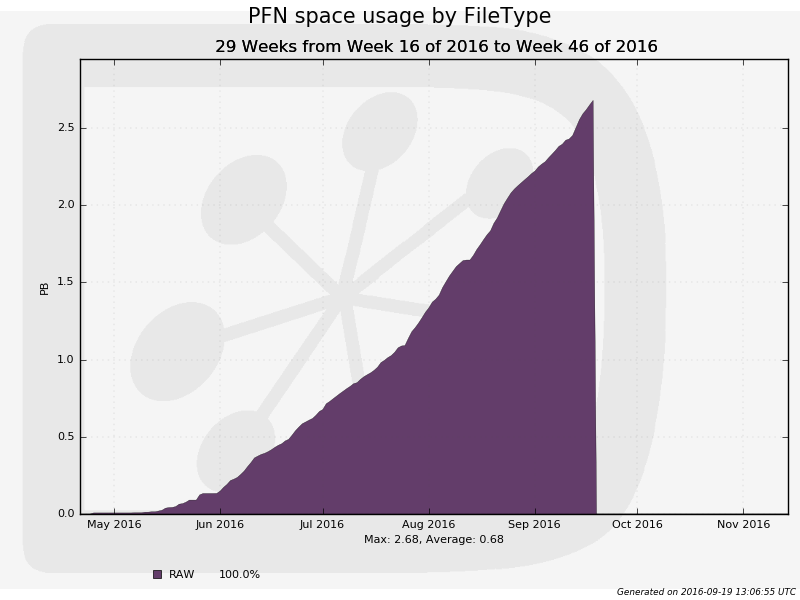 PFN space usage by FileType
29 Weeks from Week 16 of 2016 to Week 46 of 2016
PB
2.5
2.0
1.5
1.0
0.5
0.0
May 2016 Jun 2016 Jul 2016 Aug 2016 Sep 2016 Oct 2016 Nov 2016
Max: 2.68, Average: 0.68
RAW 100.0%
Generated on 2016-09-19 13:06:55 UTC